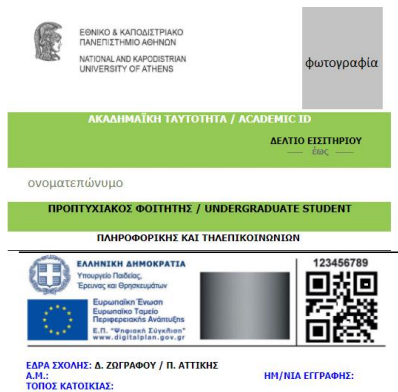 ΕΘΝΙΚΟ & ΚΑΠΟΔΙΣΤΡΙΑΚΟ
ΠΑΝΕΠΙΣΤΗΜΙΟ ΑΘΗΝΩΝ
NATIONAL AND KAPODISTRIAN
UNIVERSITY OF ATHENS
φωτογραφία
ΑΚΑΔΗΜΑΪΚΗ ΤΑΥΤΟΤΗΤΑ / ACADEMIC ID
ΔΕΛΤΙΟ ΕΙΣΙΤΗΡΙΟΥ
έως
ονοματεπώνυμο
ΠΡΟΠΤΥΧΙΑΚΟΣ ΦΟΙΤΗΤΗΣ / UNDERGRADUATE STUDENT
ΠΛΗΡΟΦΟΡΙΚΗΣ ΚΑΙ ΤΗΛΕΠΙΚΟΙΝΩΝΙΩΝ
ΕΛΛΗΝΙΚΗ ΔΗΜΟΚΡΑΤΙΑ
Υπουργείο Παιδείας,
Έρευνας και Θρησκευμάτων
Ευρωπαϊκή Ένωση
Ευρωπαϊκό Ταμείο
Περιφερειακής Ανάπτυξης
Ε.Π. "Ψηφιακή Σύγκλιση"
www.digitalplan.gov.gr
123456789
ΕΔΡΑ ΣΧΟΛΗΣ: Δ. ΖΩΓΡΑΦΟΥ / Π. ΑΤΤΙΚΗΣ
Α.Μ.:
ΗΜ/ΝΙΑ ΕΓΓΡΑΦΗΣ:
ΤΟΠΟΣ ΚΑΤΟΙΚΙΑΣ: